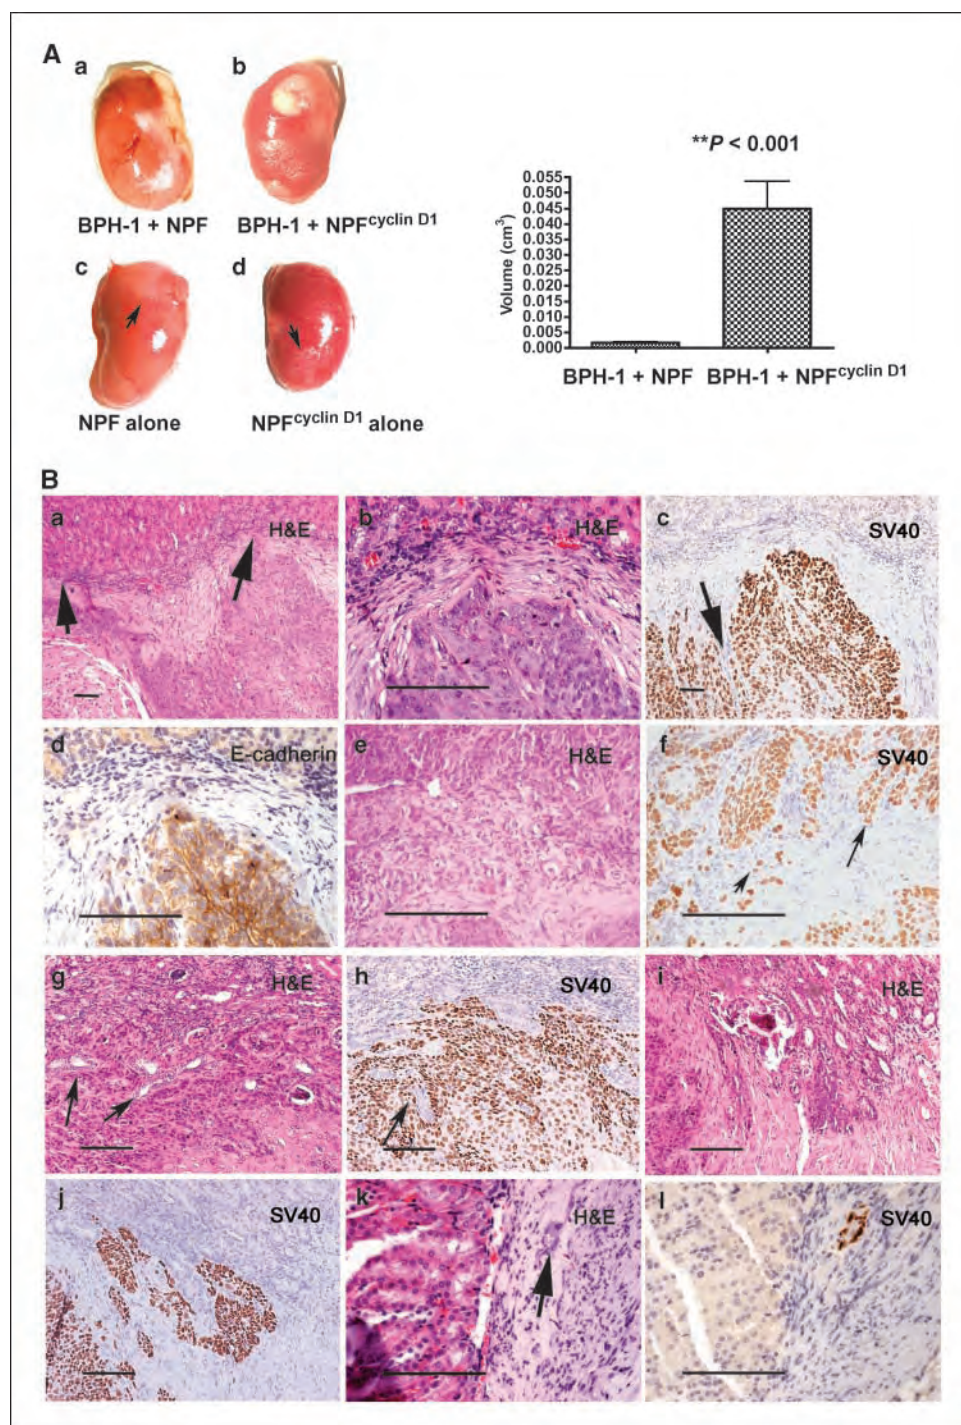 A
a
b
BPH-1 + NPF
BPH-1 + NPFcyclin D1
c
d
NPF alone
NPFcyclin D1 alone
**P < 0.001
Volume (cm3)
0.055
0.050
0.045
0.040
0.035
0.030
0.025
0.020
0.015
0.010
0.005
0.000
BPH-1 + NPF
BPH-1 + NPFcyclin D1
B
a
H&E
b
H&E
c
SV40
d
E-cadherin
e
H&E
f
SV40
g
H&E
h
SV40
i
H&E
j
SV40
k
H&E
l
SV40